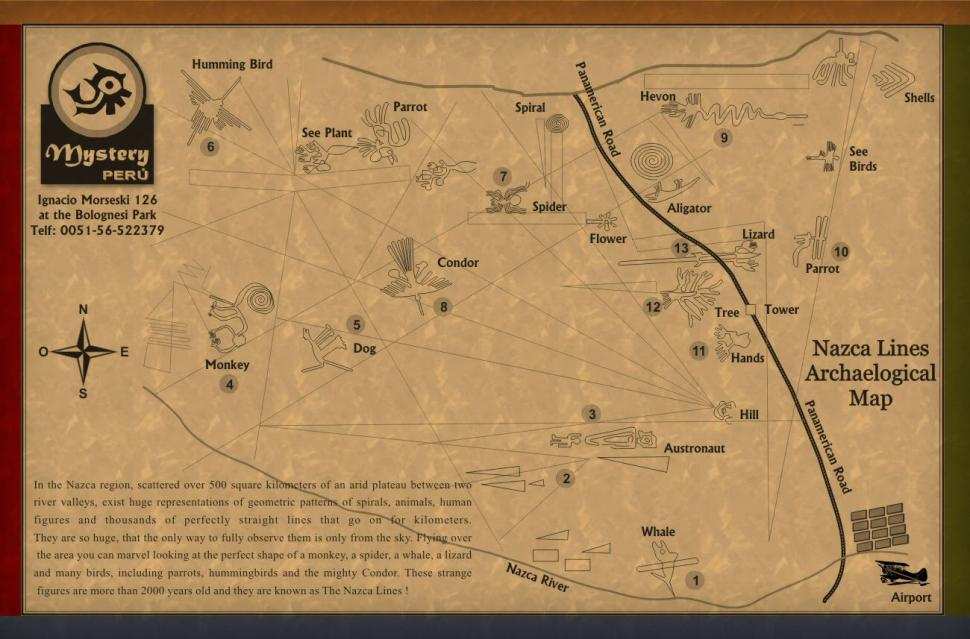 Mystery
PERÚ
Ignacio Morseski 126
at the Bolognesi Park
Telf: 0051-56-522379
Humming Bird
6
See Plant
Parrot
Spiral
Panamerican Road
Hevon
9
Shells
See
Birds
7
Spider
Flower
Aligator
13
Lizard
10
Parrot
Condor
8
12
Tree
Tower
11
Hands
N
O
E
S
Monkey
4
5
Dog
Nazca Lines
Archaelogical
Map
Hill
3
Austronaut
2
Panamerican Road
In the Nazca region, scattered over 500 square kilometers of an arid plateau between two
river valleys, exist huge representations of geometric patterns of spirals, animals, human
figures and thousands of perfectly straight lines that go on for kilometers.
They are so huge, that the only way to fully observe them is only from the sky. Flying over
the area you can marvel looking at the perfect shape of a monkey, a spider, a whale, a lizard
and many birds, including parrots, hummingbirds and the mighty Condor. These strange
figures are more than 2000 years old and they are known as The Nazca Lines !
Nazca River
Whale
1
Airport